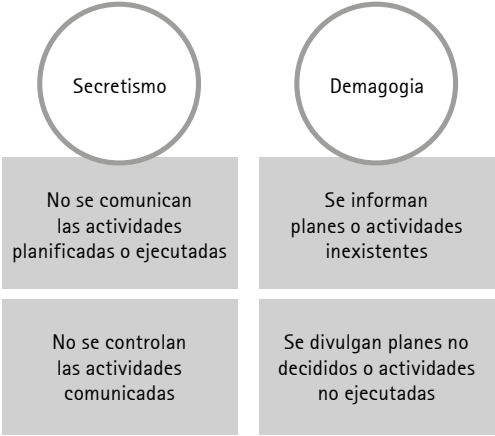 Secretismo
No se comunican
las actividades
planificadas o ejecutadas
No se controlan
las actividades
comunicadas
Demagogia
Se informan
planes o actividades
inexistentes
Se divulgan planes no
decididos o actividades
no ejecutadas